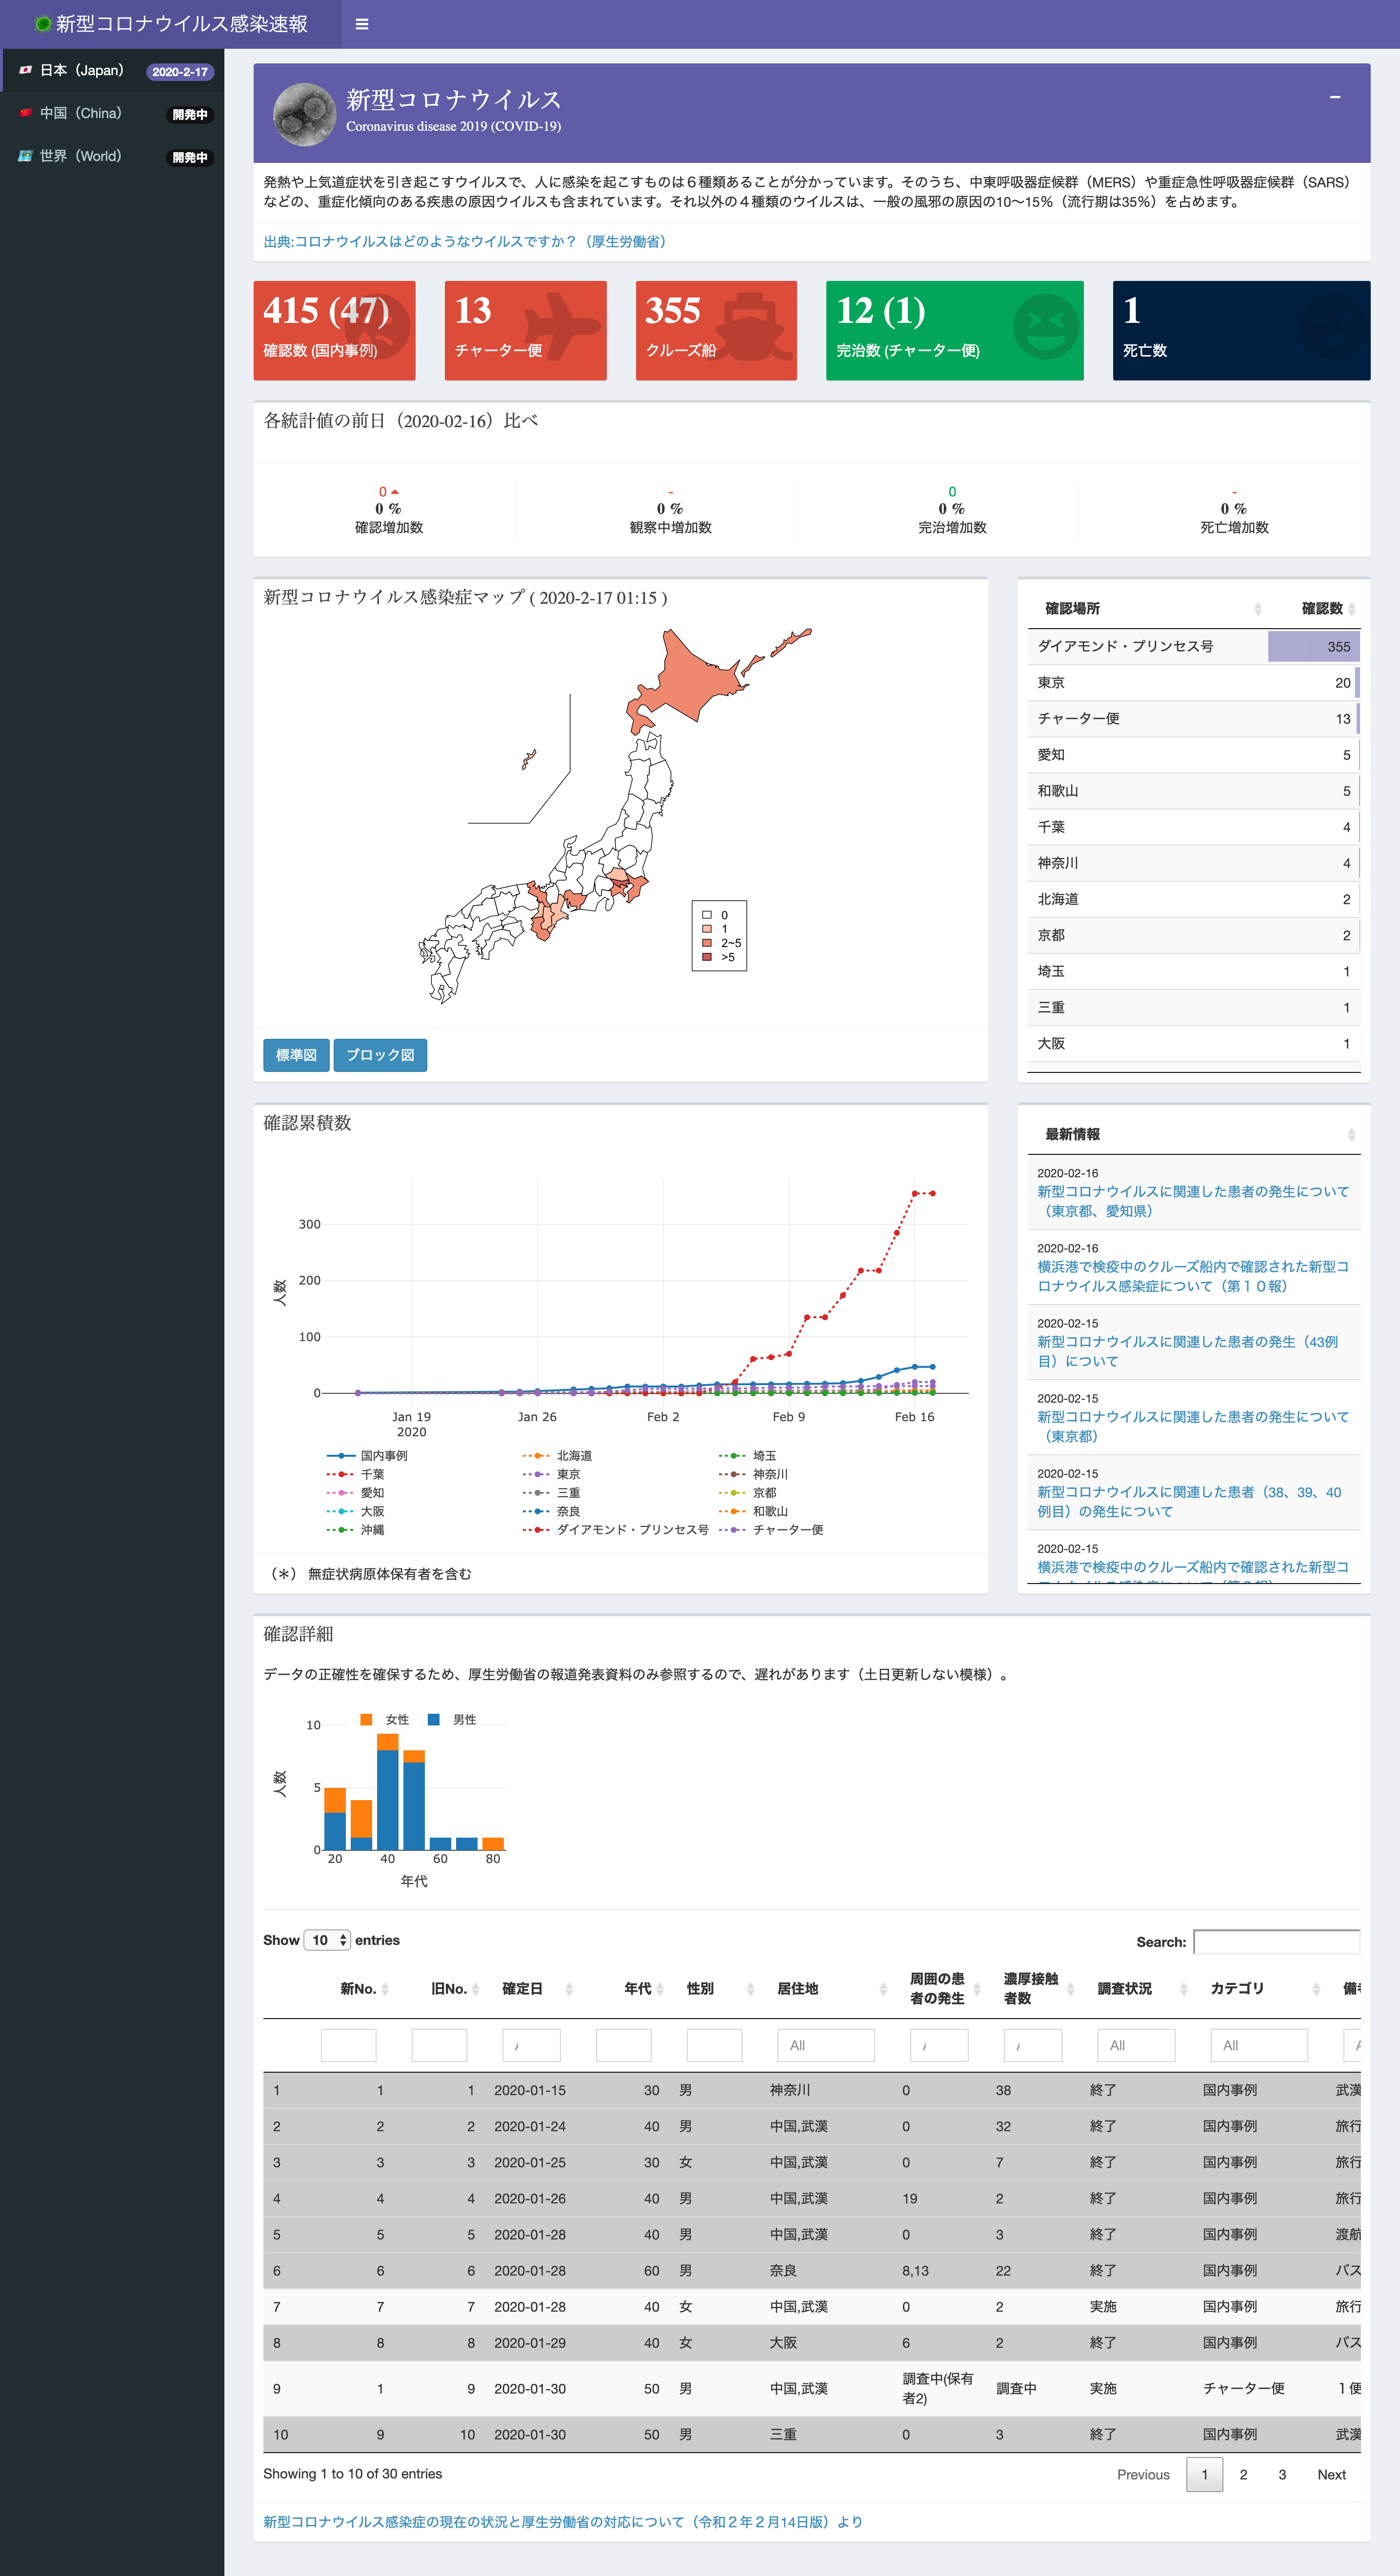 新型コロナウイルス感染速報
日本（Japan） 2020-2-17
中国（China） 開発中
世界（World） 開発中
新型コロナウイルス
Coronavirus disease 2019 (COVID-19)
発熱や上気道症状を引き起こすウイルスで、人に感染を起こすものは６種類あることが分かっています。そのうち、中東呼吸器症候群（MERS）や重症急性呼吸器症候群（SARS）
などの、重症化傾向のある疾患の原因ウイルスも含まれています。それ以外の４種類のウイルスは、一般の風邪の原因の10〜15%（流行期は35%）を占めます。
出典:コロナウイルスはどのようなウイルスですか？（厚生労働省）
415 (47)
確認数 (国内事例)
13
チャーター便
355
クルーズ船
12 (1)
完治数 (チャーター便)
1
死亡数
各統計値の前日（2020-02-16）比べ
0
0 %
確認増加数
-
0 %
観察中増加数
0
0 %
完治増加数
-
0 %
死亡増加数
新型コロナウイルス感染症マップ ( 2020-2-17 01:15 )
0
1
2~5
>5
標準図 ブロック図
確認場所 確認数
ダイアモンド・プリンセス号 355
東京 20
チャーター便 13
愛知 5
和歌山 5
千葉 4
神奈川 4
北海道 2
京都 2
埼玉 1
三重 1
大阪 1
確認累積数
人数
300
200
100
0
Jan 19 Jan 26 Feb 2 Feb 9 Feb 16
2020
国内事例 北海道 埼玉
千葉 東京 神奈川
愛知 三重 京都
大阪 奈良 和歌山
沖縄 ダイアモンド・プリンセス号 チャーター便
（＊） 無症状病原体保有者を含む
最新情報
2020-02-16
新型コロナウイルスに関連した患者の発生について
（東京都、愛知県）
2020-02-16
横浜港で検疫中のクルーズ船内で確認された新型コ
ロナウイルス感染症について（第１０報）
2020-02-15
新型コロナウイルスに関連した患者の発生（43例
目）について
2020-02-15
新型コロナウイルスに関連した患者の発生について
（東京都）
2020-02-15
新型コロナウイルスに関連した患者（38、39、40
例目）の発生について
2020-02-15
横浜港で検疫中のクルーズ船内で確認された新型コ
確認詳細
データの正確性を確保するため、厚生労働省の報道発表資料のみ参照するので、遅れがあります（土日更新しない模様）。
女性 男性
人数
10
5
0
20 40 60 80
年代
Show 10 entries
Search:
新No. 旧No. 確定日 年代 性別 居住地 周囲の患 濃厚接触 調査状況 カテゴリ
者の発生 者数
All All All
1 1 1 2020-01-15 30 男 神奈川 0 38 終了 国内事例 武漢
2 2 2 2020-01-24 40 男 中国,武漢 0 32 終了 国内事例 旅行
3 3 3 2020-01-25 30 女 中国,武漢 0 7 終了 国内事例 旅行
4 4 4 2020-01-26 40 男 中国,武漢 19 2 終了 国内事例 旅行
5 5 5 2020-01-28 40 男 中国,武漢 0 3 終了 国内事例 渡航
6 6 6 2020-01-28 60 男 奈良 8,13 22 終了 国内事例 バス
7 7 7 2020-01-28 40 女 中国,武漢 0 2 実施 国内事例 旅行
8 8 8 2020-01-29 40 女 大阪 6 2 終了 国内事例 バス
9 1 9 2020-01-30 50 男 中国,武漢 調査中(保有 調査中 実施 チャーター便 １便
者2)
10 9 10 2020-01-30 50 男 三重 0 3 終了 国内事例 武漢
Showing 1 to 10 of 30 entries
Previous 1 2 3 Next
新型コロナウイルス感染症の現在の状況と厚生労働省の対応について（令和２年２月14日版）より